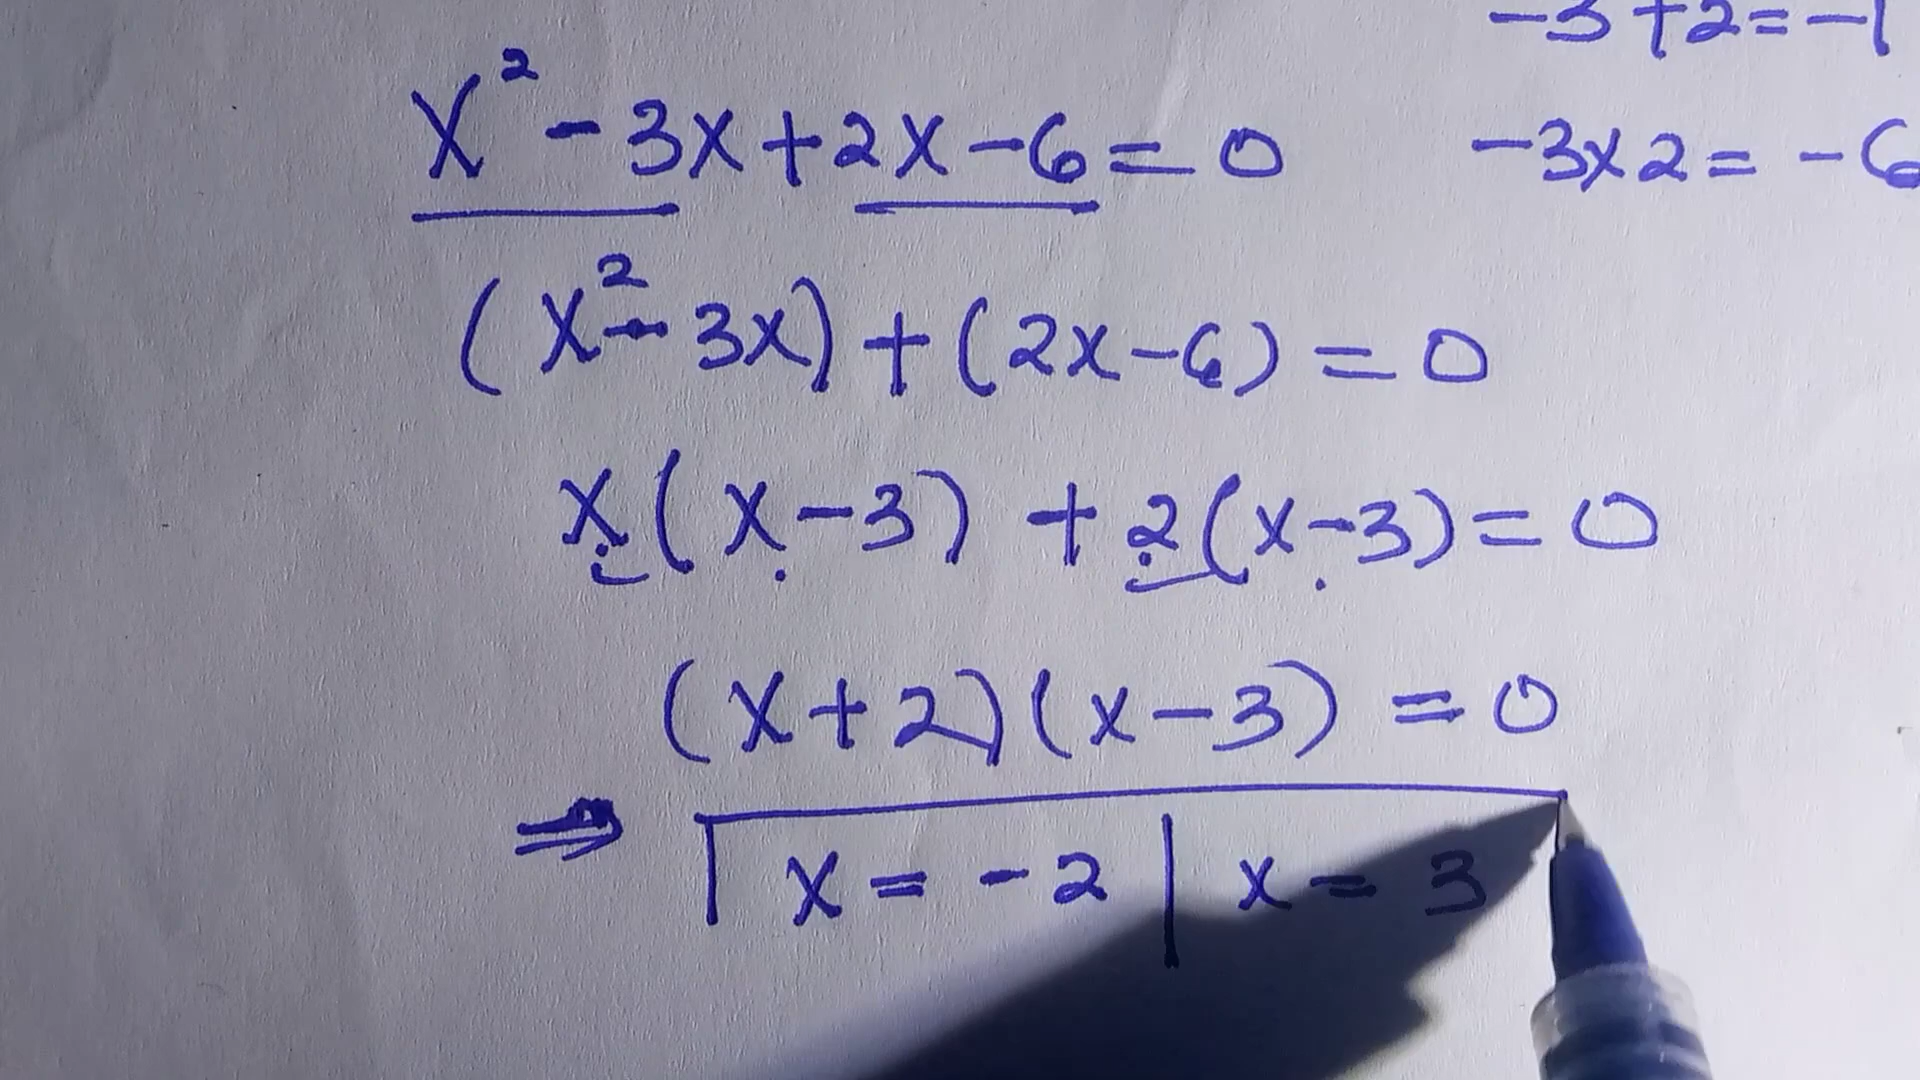 -3+2=-1
x²-3x+2x-6=0
-3x2=-6
(x²-3x)+(2x-6)=0
x(x-3)+2(x-3)=0
(x+2)(x-3)=0
⇒ x=-2 | x=3